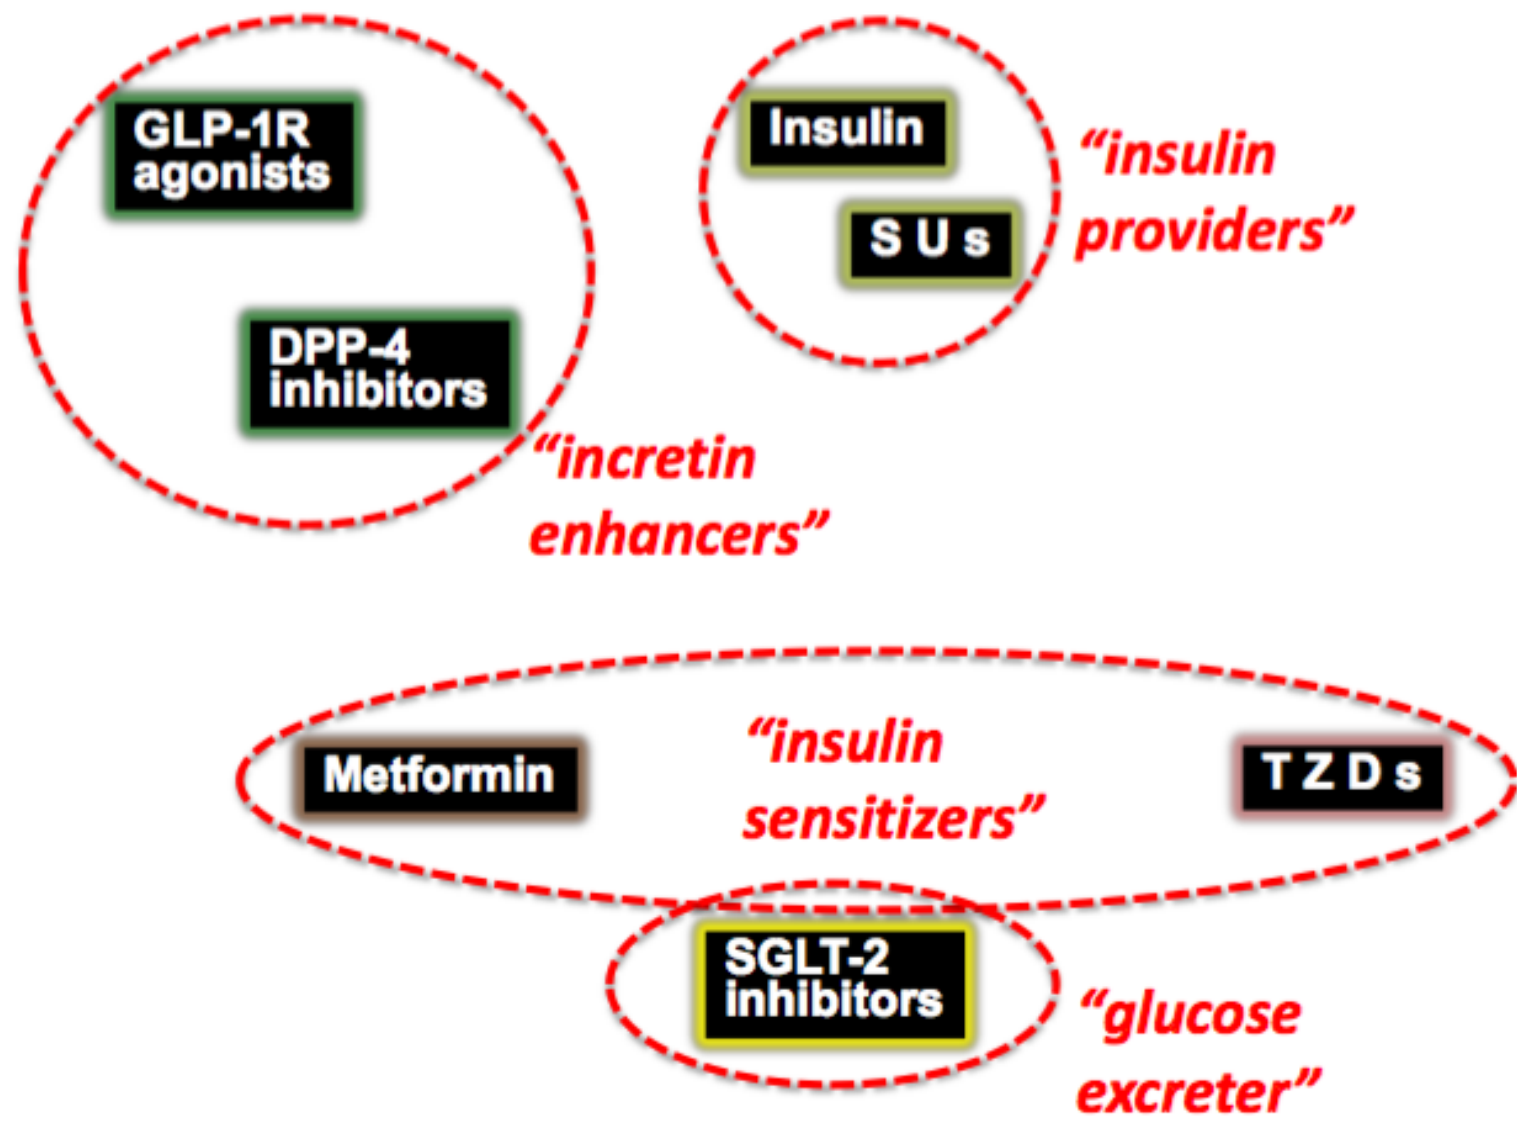 GLP-1R
agonists
DPP-4
inhibitors
“incretin
enhancers”
Insulin
S U s
“insulin
providers”
Metformin
“insulin
sensitizers”
T Z D s
SGLT-2
inhibitors
“glucose
excreter”